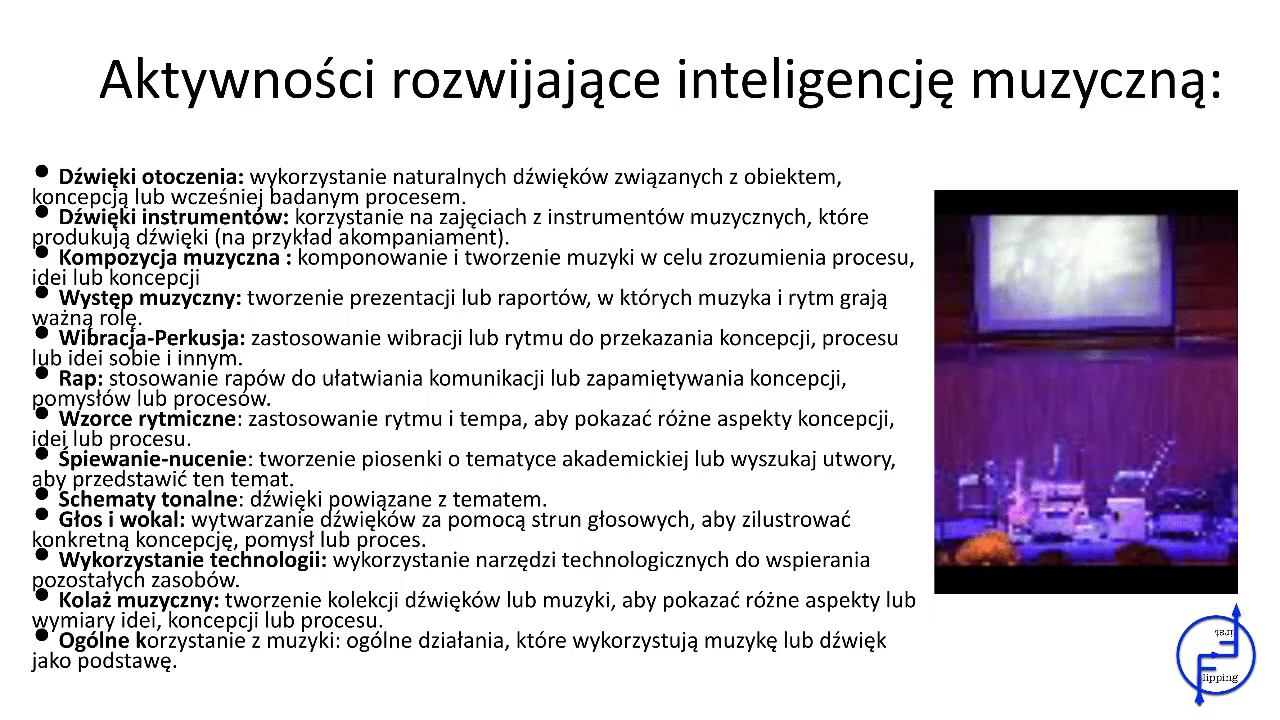 Aktywności rozwijające inteligencję muzyczną:
• Dźwięki otoczenia: wykorzystanie naturalnych dźwięków związanych z obiektem,
koncepcją lub wcześniej badanym procesem.
• Dźwięki instrumentów: korzystanie na zajęciach z instrumentów muzycznych, które
produkują dźwięki (na przykład akompaniament).
• Kompozycja muzyczna : komponowanie i tworzenie muzyki w celu zrozumienia procesu,
idei lub koncepcji
• Występ muzyczny: tworzenie prezentacji lub raportów, w których muzyka i rytm grają
ważną rolę.
• Wibracja-Perkusja: zastosowanie wibracji lub rytmu do przekazania koncepcji, procesu
lub idei sobie i innym.
• Rap: stosowanie rapów do ułatwiania komunikacji lub zapamiętywania koncepcji,
pomysłów lub procesów.
• Wzorce rytmiczne: zastosowanie rytmu i tempa, aby pokazać różne aspekty koncepcji,
idei lub procesu.
• Śpiewanie-nucenie: tworzenie piosenki o tematyce akademickiej lub wyszukaj utwory,
aby przedstawić ten temat.
• Schematy tonalne: dźwięki powiązane z tematem.
• Głos i wokal: wytwarzanie dźwięków za pomocą strun głosowych, aby zilustrować
konkretną koncepcję, pomysł lub proces.
• Wykorzystanie technologii: wykorzystanie narzędzi technologicznych do wspierania
pozostałych zasobów.
• Kolaż muzyczny: tworzenie kolekcji dźwięków lub muzyki, aby pokazać różne aspekty lub
wymiary idei, koncepcji lub procesu.
• Ogólne korzystanie z muzyki: ogólne działania, które wykorzystują muzykę lub dźwięk
jako podstawę.
irst
lipping